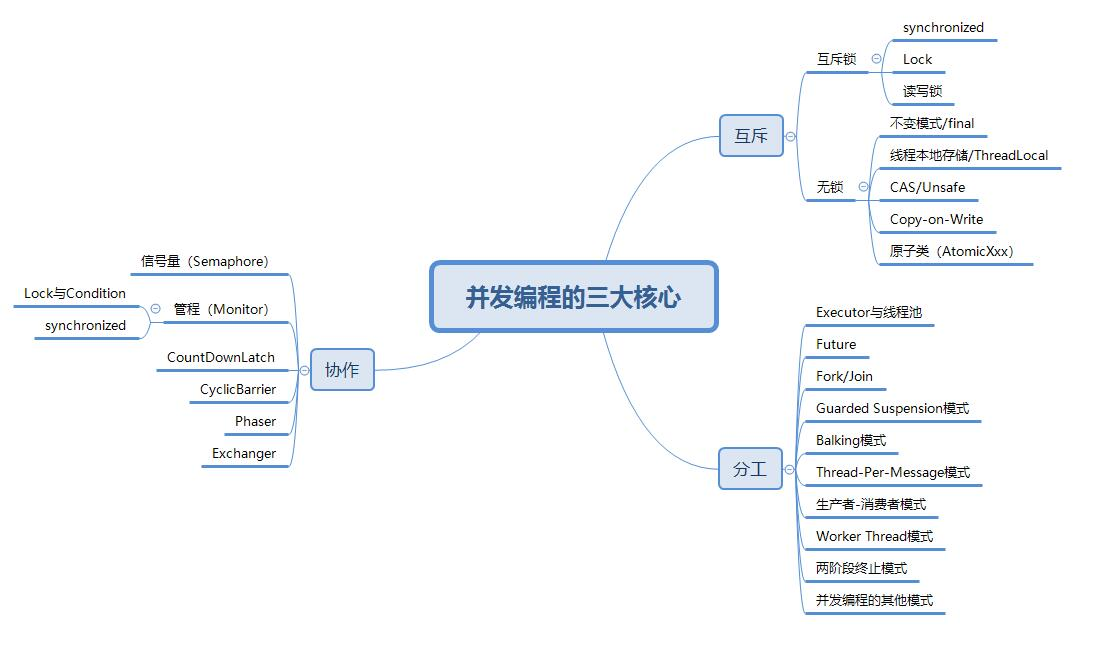 并发编程的三大核心
互斥
互斥锁
synchronized
Lock
读写锁
无锁
不变模式/final
线程本地存储/ThreadLocal
CAS/Unsafe
Copy-on-Write
原子类（AtomicXxx）
协作
信号量（Semaphore）
管程（Monitor）
Lock与Condition
synchronized
CountDownLatch
CyclicBarrier
Phaser
Exchanger
分工
Executor与线程池
Future
Fork/Join
Guarded Suspension模式
Balking模式
Thread-Per-Message模式
生产者-消费者模式
Worker Thread模式
两阶段终止模式
并发编程的其他模式